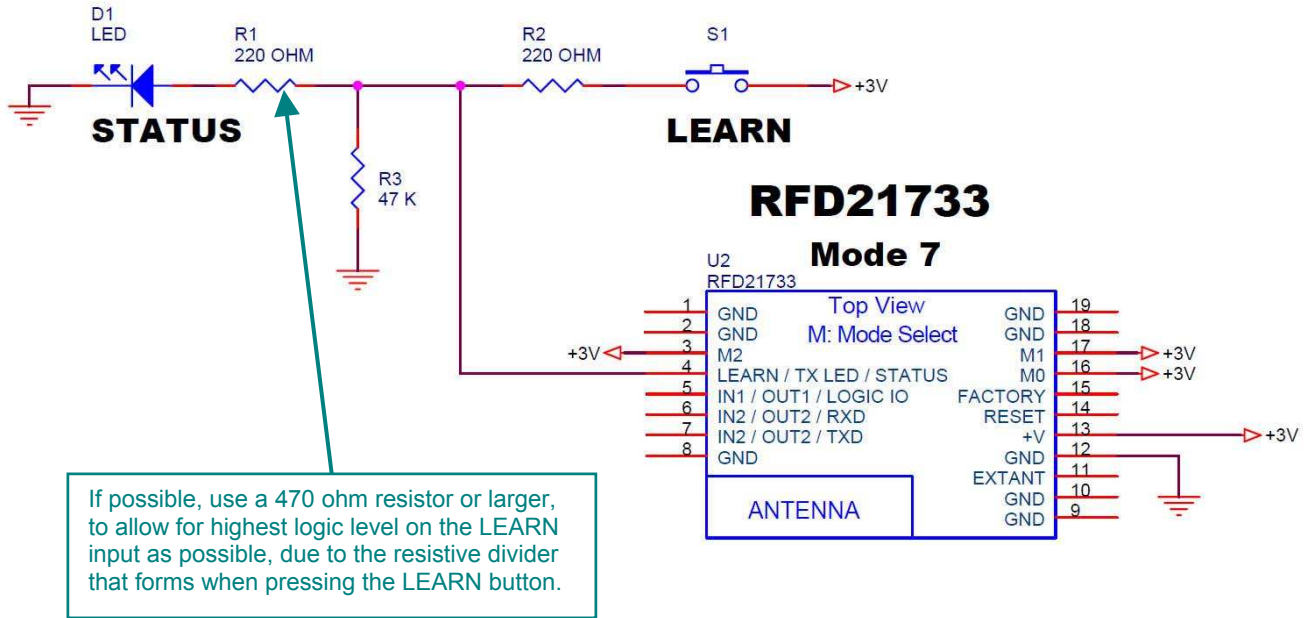 D1
LED
R1
220 OHM
R2
220 OHM
S1
+3V
STATUS
LEARN
R3
47 K
RFD21733
Mode 7
U2
RFD21733
Top View
M: Mode Select
1 GND
2 GND
+3V 3 M2
4 LEARN / TX LED / STATUS
5 IN1 / OUT1 / LOGIC IO
6 IN2 / OUT2 / RXD
7 IN2 / OUT2 / TXD
8 GND
GND 19
GND 18
M1 17 +3V
M0 16 +3V
FACTORY 15
RESET 14
+V 13 +3V
GND 12
EXTANT 11
GND 10
GND 9
ANTENNA
If possible, use a 470 ohm resistor or larger,
to allow for highest logic level on the LEARN
input as possible, due to the resistive divider
that forms when pressing the LEARN button.